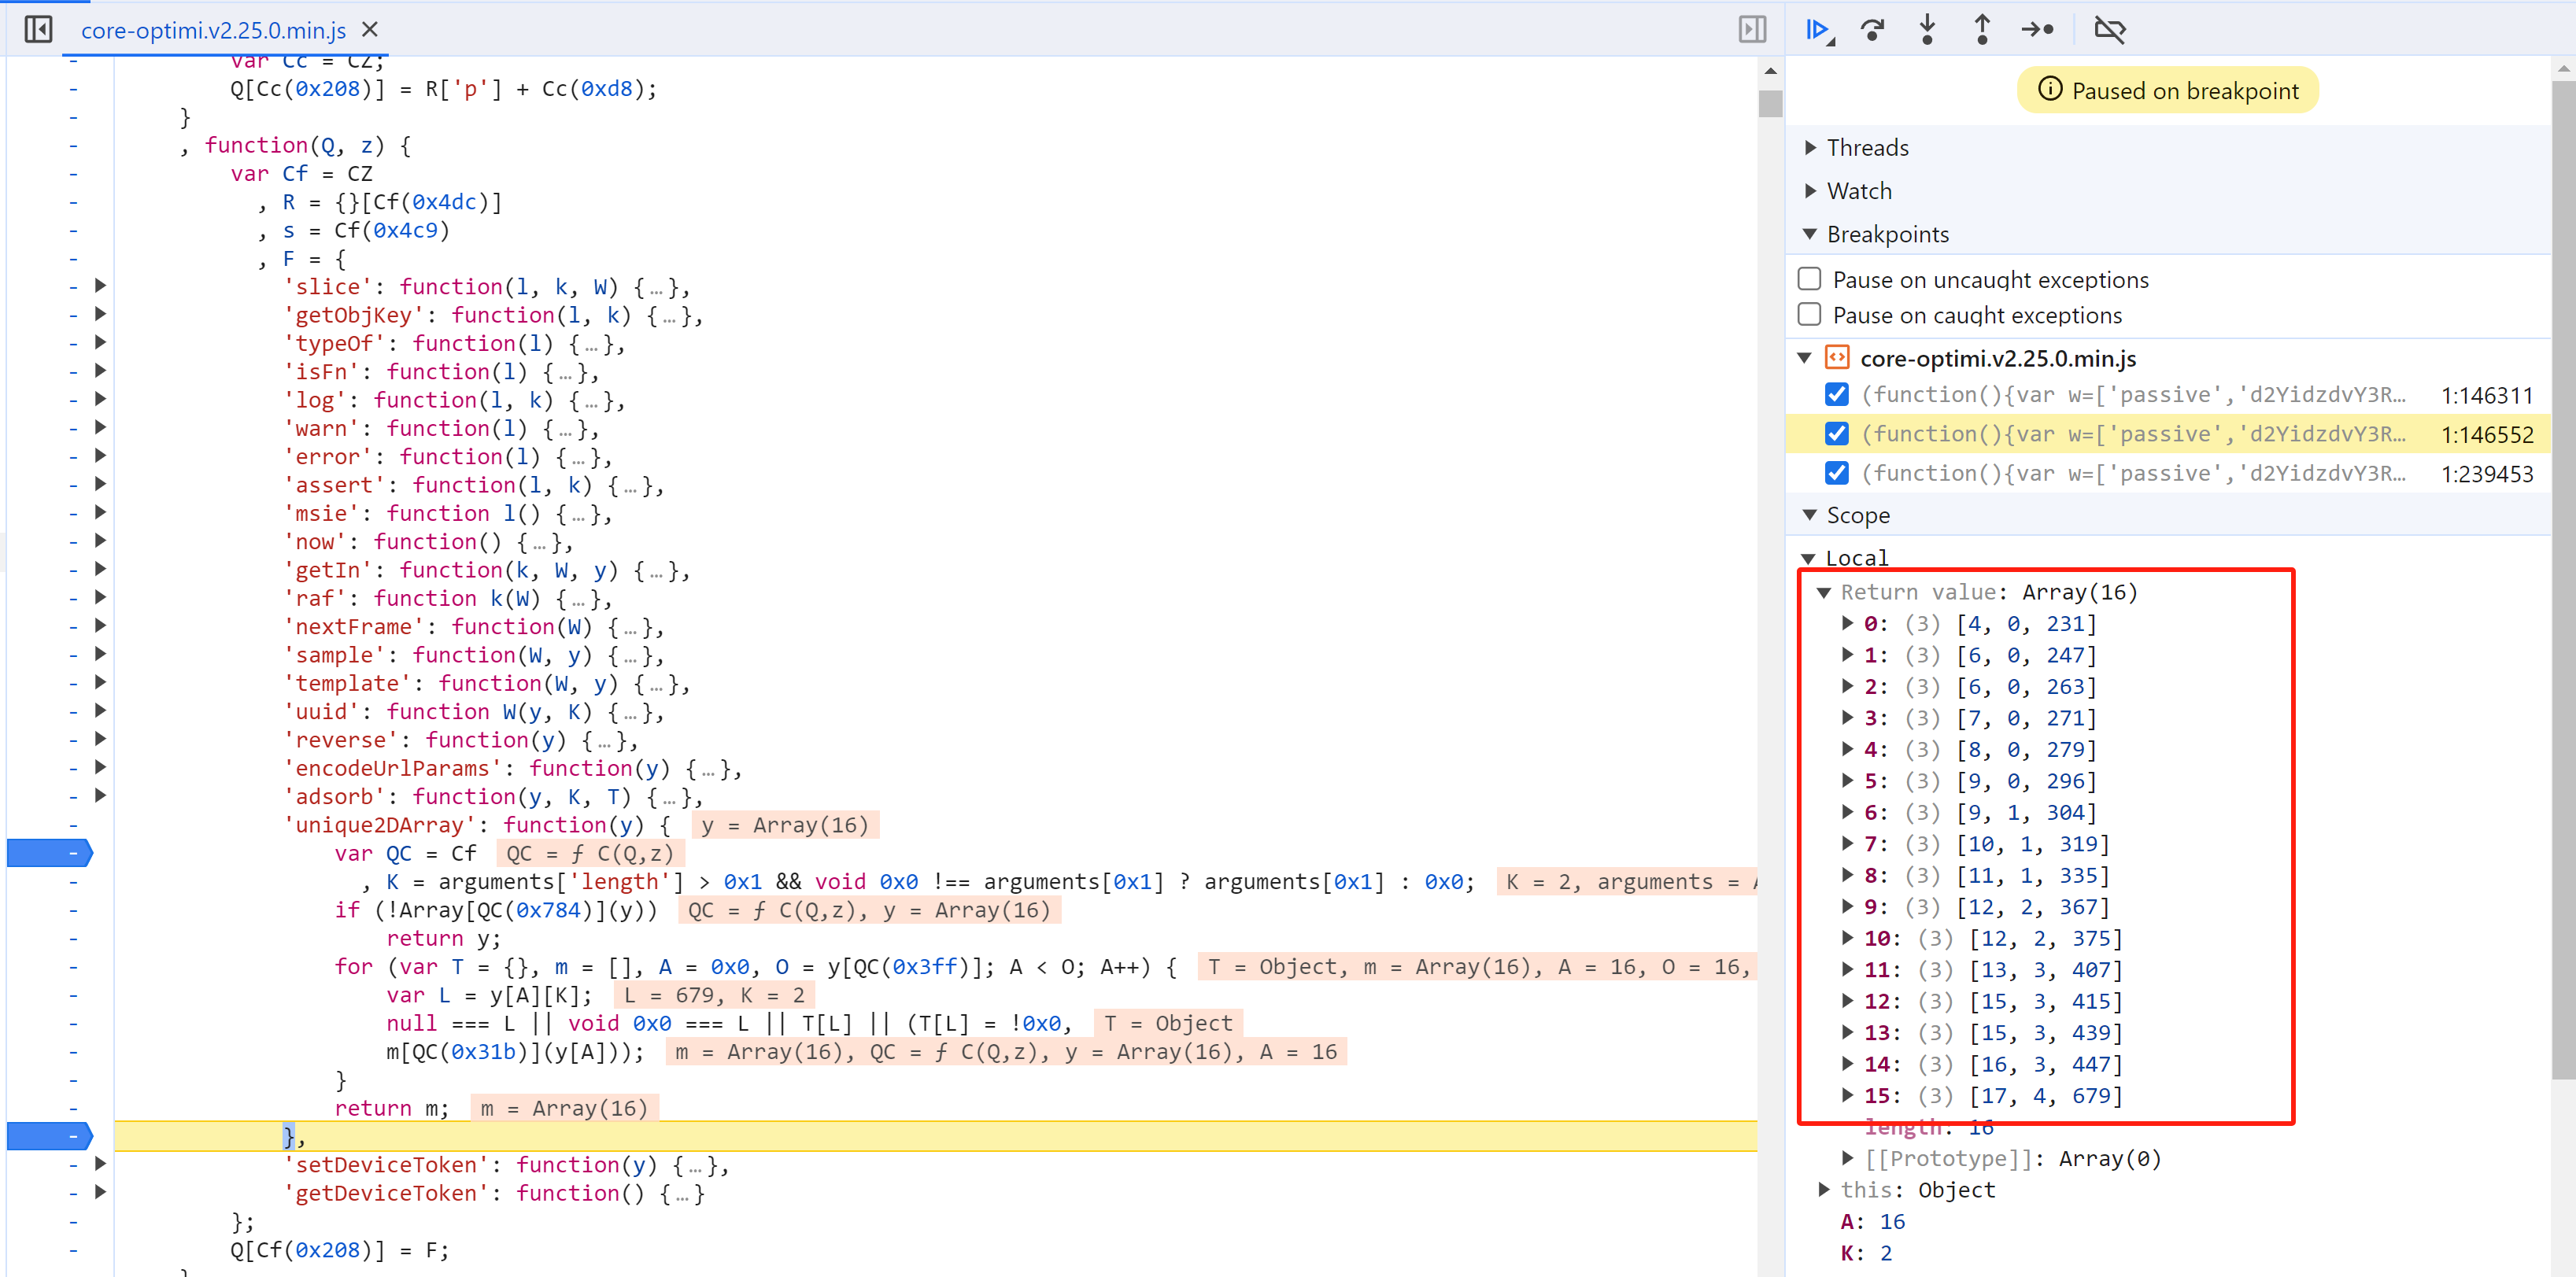 core-optimi.v2.25.0.min.js
var Cc = CZ;
Q[Cc(0x208)] = R['p'] + Cc(0xd8);
}
, function(Q, z) {
var Cf = CZ
, R = {}[Cf(0x4dc)]
, s = Cf(0x4c9)
, F = {
'slice': function(l, k, W) {…},
'getObjKey': function(l, k) {…},
'typeOf': function(l) {…},
'isFn': function(l) {…},
'log': function(l, k) {…},
'warn': function(l) {…},
'error': function(l) {…},
'assert': function(l, k) {…},
'msie': function l() {…},
'now': function() {…},
'getIn': function(k, W, y) {…},
'raf': function k(W) {…},
'nextFrame': function(W) {…},
'sample': function(W, y) {…},
'template': function(W, y) {…},
'uuid': function W(y, K) {…},
'reverse': function(y) {…},
'encodeUrlParams': function(y) {…},
'adsorb': function(y, K, T) {…},
'unique2DArray': function(y) { y = Array(16)
var QC = Cf QC = ƒ C(Q,z)
, K = arguments['length'] > 0x1 && void 0x0 !== arguments[0x1] ? arguments[0x1] : 0x0; K = 2, arguments =
if (!Array[QC(0x784)](y)) QC = ƒ C(Q,z), y = Array(16)
return y;
for (var T = {}, m = [], A = 0x0, O = y[QC(0x3ff)]; A < O; A++) { T = Object, m = Array(16), A = 16, O = 16,
var L = y[A][K]; L = 679, K = 2
null === L || void 0x0 === L || T[L] || (T[L] = !0x0, T = Object
m[QC(0x31b)](y[A])); m = Array(16), QC = ƒ C(Q,z), y = Array(16), A = 16
}
return m; m = Array(16)
},
'setDeviceToken': function(y) {…},
'getDeviceToken': function() {…}
};
Q[Cf(0x208)] = F;
Paused on breakpoint
Threads
Watch
Breakpoints
Pause on uncaught exceptions
Pause on caught exceptions
core-optimi.v2.25.0.min.js
(function(){var w=['passive','d2YidzdvY3R… 1:146311
(function(){var w=['passive','d2YidzdvY3R… 1:146552
(function(){var w=['passive','d2YidzdvY3R… 1:239453
Scope
Local
Return value: Array(16)
0: (3) [4, 0, 231]
1: (3) [6, 0, 247]
2: (3) [6, 0, 263]
3: (3) [7, 0, 271]
4: (3) [8, 0, 279]
5: (3) [9, 0, 296]
6: (3) [9, 1, 304]
7: (3) [10, 1, 319]
8: (3) [11, 1, 335]
9: (3) [12, 2, 367]
10: (3) [12, 2, 375]
11: (3) [13, 3, 407]
12: (3) [15, 3, 415]
13: (3) [15, 3, 439]
14: (3) [16, 3, 447]
15: (3) [17, 4, 679]
length: 16
[[Prototype]]: Array(0)
this: Object
A: 16
K: 2